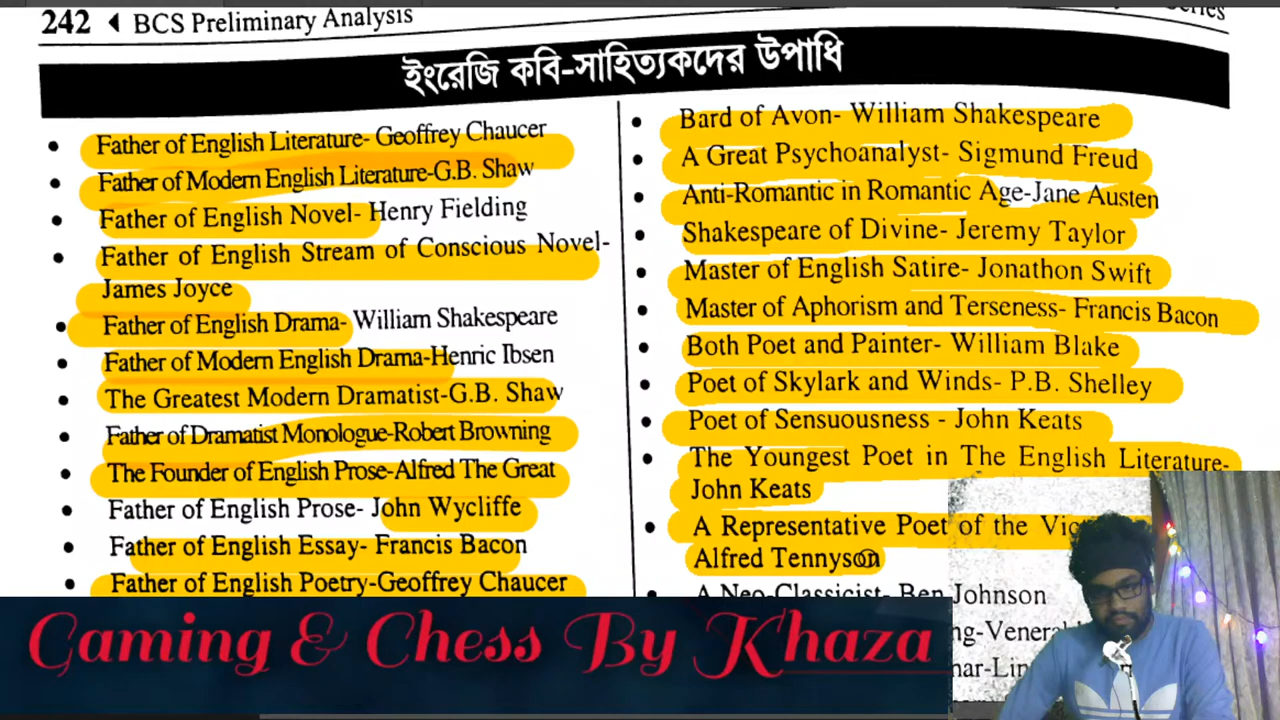 242 BCS Preliminary Analysis
ইংরেজি কবি-সাহিত্যকদের উপাধি
• Father of English Literature- Geoffrey Chaucer
• Father of Modern English Literature-G.B. Shaw
• Father of English Novel- Henry Fielding
• Father of English Stream of Conscious Novel-
James Joyce
• Father of English Drama- William Shakespeare
• Father of Modern English Drama-Henric Ibsen
• The Greatest Modern Dramatist-G.B. Shaw
• Father of Dramatist Monologue-Robert Browning
• The Founder of English Prose-Alfred The Great
• Father of English Prose- John Wycliffe
• Father of English Essay- Francis Bacon
• Father of English Poetry-Geoffrey Chaucer
• Bard of Avon- William Shakespeare
• A Great Psychoanalyst- Sigmund Freud
• Anti-Romantic in Romantic Age-Jane Austen
• Shakespeare of Divine- Jeremy Taylor
• Master of English Satire- Jonathon Swift
• Master of Aphorism and Terseness- Francis Bacon
• Both Poet and Painter- William Blake
• Poet of Skylark and Winds- P.B. Shelley
• Poet of Sensuousness - John Keats
• The Youngest Poet in The English Literature-
John Keats
• A Representative Poet of the
Alfred Tennyson
• A Neo-Classicist- Ben Johnson
Gaming & Chess By Khaza